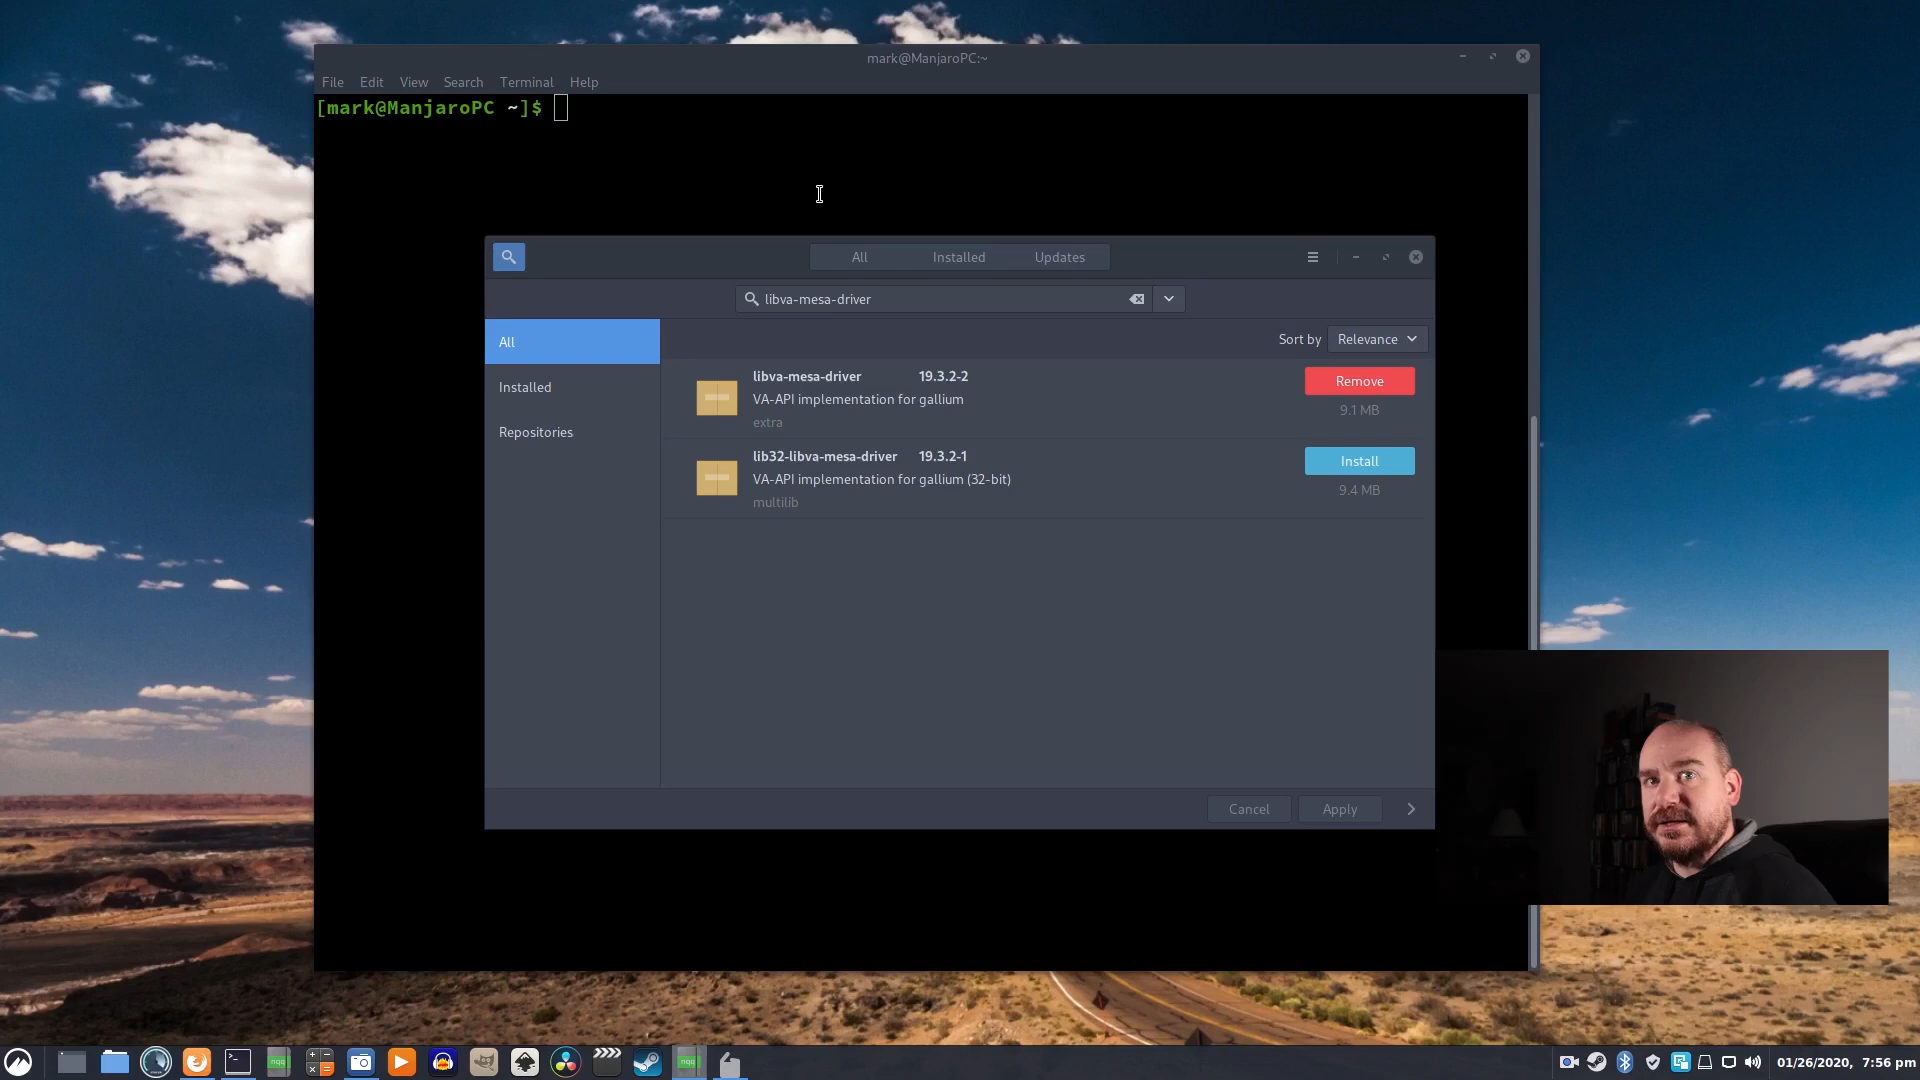 mark@ManjaroPC:~
File Edit View Search Terminal Help
[mark@ManjaroPC ~]$
All Installed Updates
libva-mesa-driver
All
Installed
Repositories
Sort by Relevance
libva-mesa-driver 19.3.2-2
VA-API implementation for gallium
extra
Remove
9.1 MB
lib32-libva-mesa-driver 19.3.2-1
VA-API implementation for gallium (32-bit)
multilib
Install
9.4 MB
Cancel Apply
01/26/2020, 7:56 pm